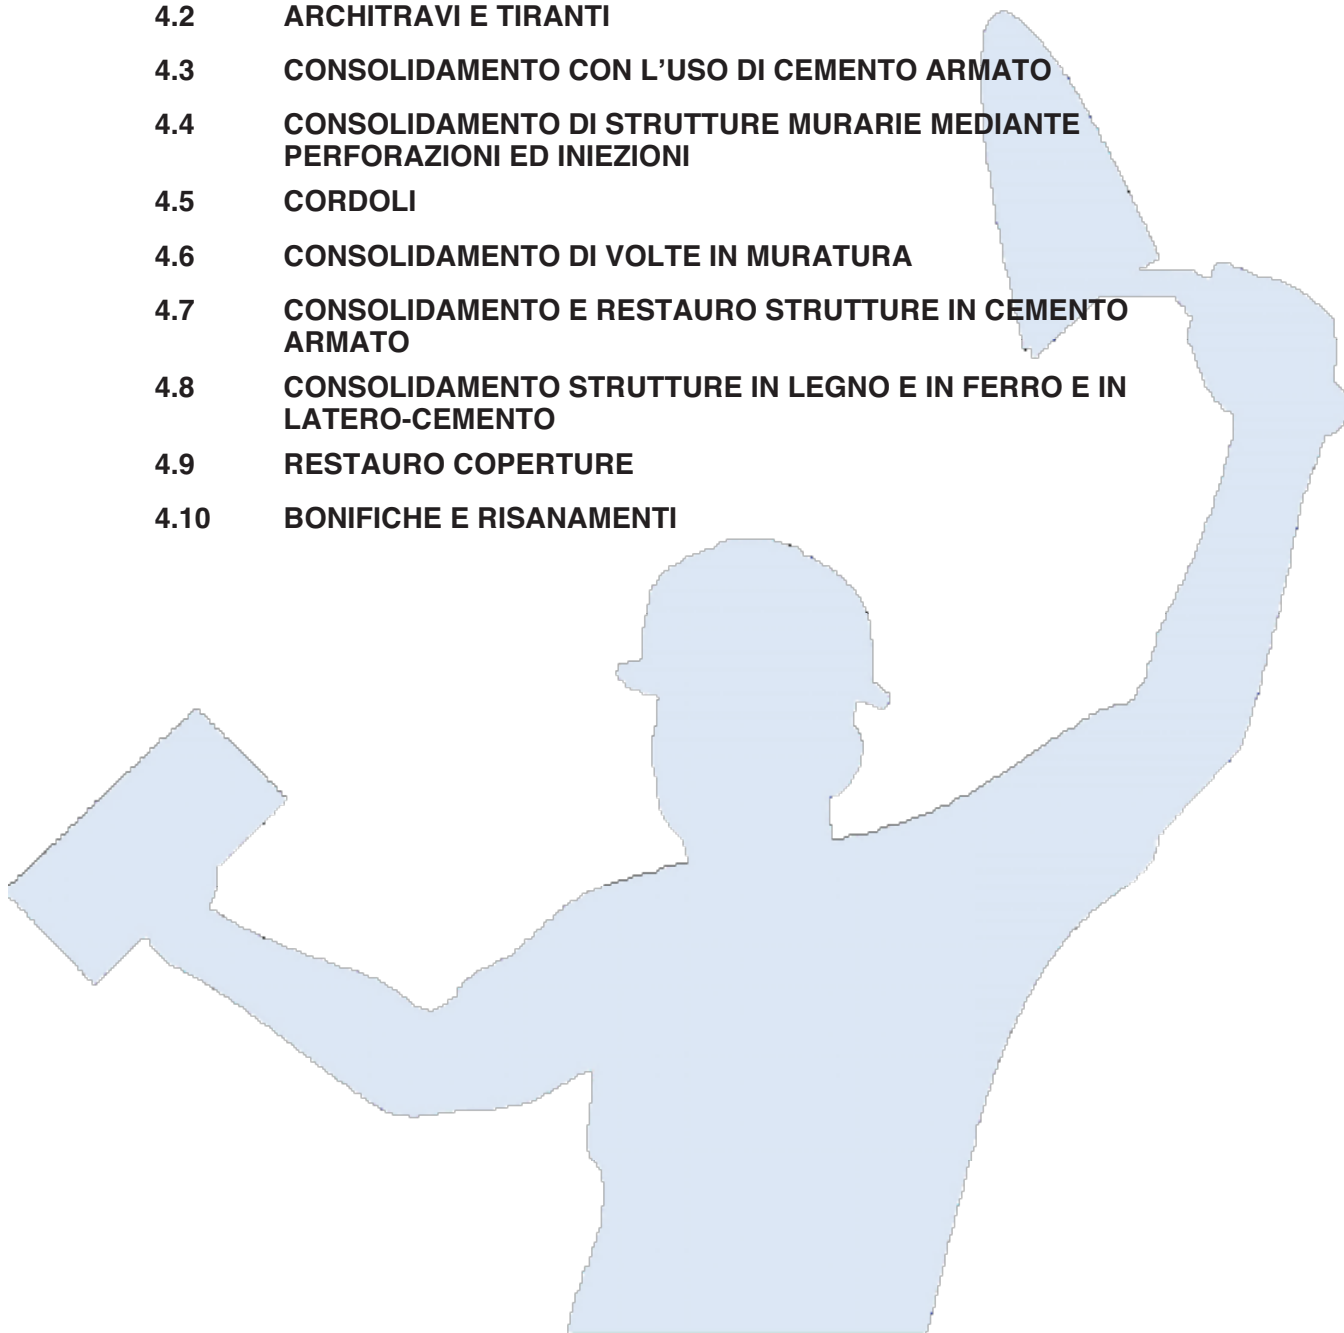 4.2 ARCHITRAVI E TIRANTI
4.3 CONSOLIDAMENTO CON L'USO DI CEMENTO ARMATO
4.4 CONSOLIDAMENTO DI STRUTTURE MURARIE MEDIANTE
PERFORAZIONI ED INIEZIONI
4.5 CORDOLI
4.6 CONSOLIDAMENTO DI VOLTE IN MURATURA
4.7 CONSOLIDAMENTO E RESTAURO STRUTTURE IN CEMENTO
ARMATO
4.8 CONSOLIDAMENTO STRUTTURE IN LEGNO E IN FERRO E IN
LATERO-CEMENTO
4.9 RESTAURO COPERTURE
4.10 BONIFICHE E RISANAMENTI